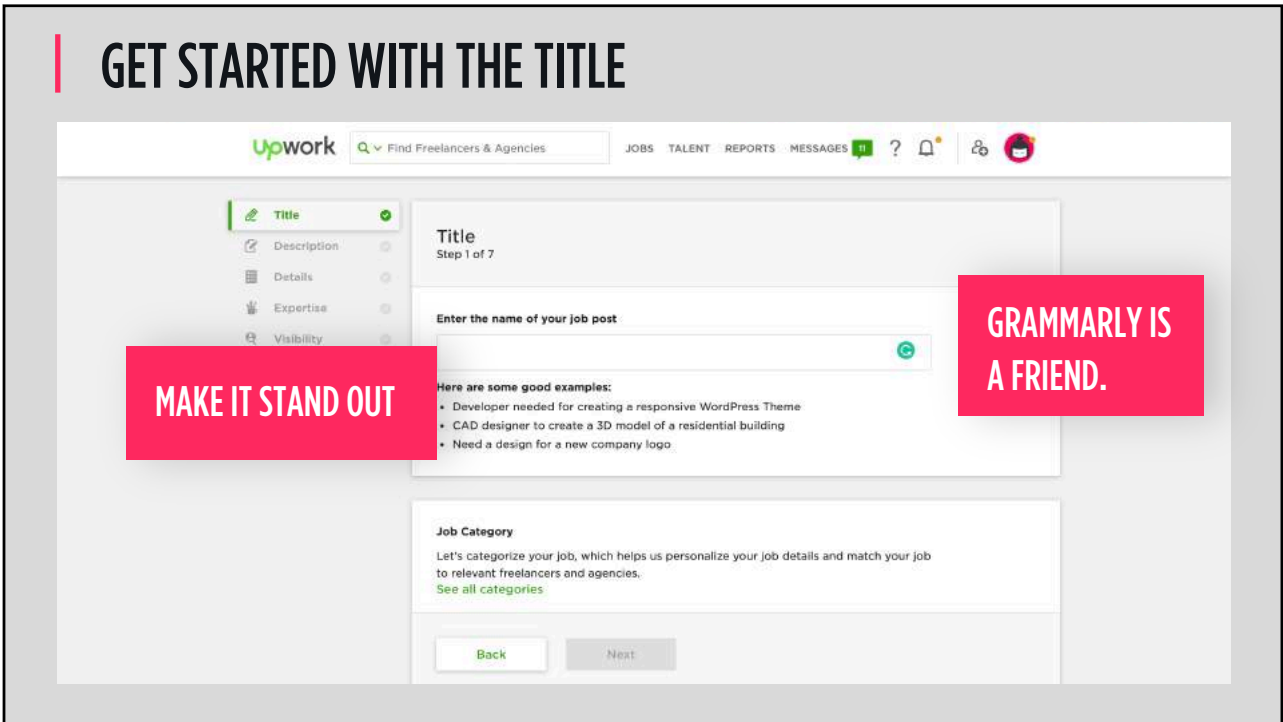 GET STARTED WITH THE TITLE
Upwork
Find Freelancers & Agencies
JOBS TALENT REPORTS MESSAGES 11 ?
Title
Description
Details
Expertise
Visibility
Title
Step 1 of 7
Enter the name of your job post
Here are some good examples:
• Developer needed for creating a responsive WordPress Theme
• CAD designer to create a 3D model of a residential building
• Need a design for a new company logo
MAKE IT STAND OUT
GRAMMARLY IS
A FRIEND.
Job Category
Let's categorize your job, which helps us personalize your job details and match your job
to relevant freelancers and agencies.
See all categories
Back Next